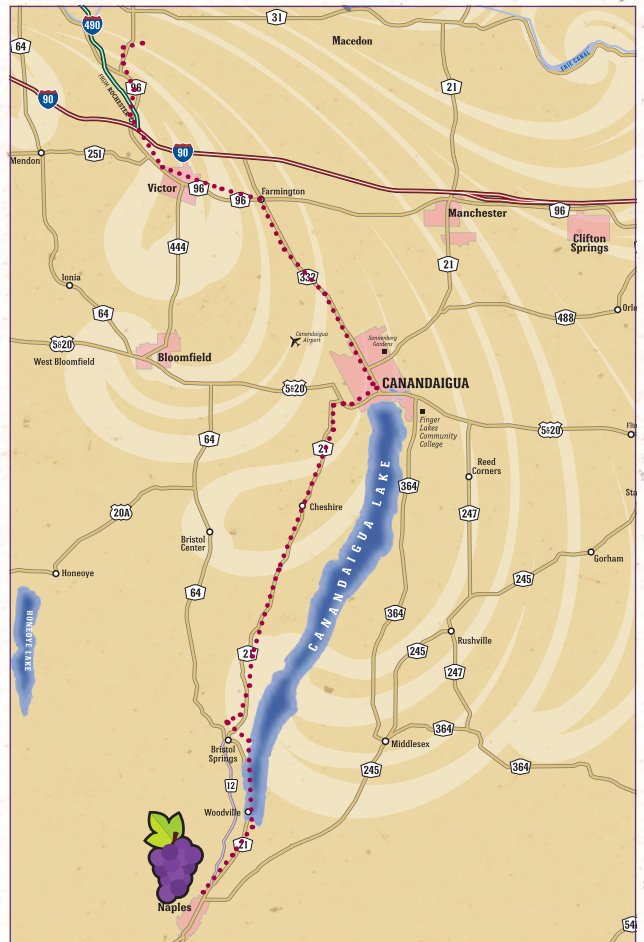 31
490
64
Macedon
ERIE CANAL
96
FROM ROCHESTER
21
90
90
251
Mendon
Victor
96
96
Farmington
96
Manchester
Clifton
Springs
444
21
332
Ionia
64
488
Canandaigua
Airport
Sonnenberg
Gardens
5&20
West Bloomfield
Bloomfield
CANANDAIGUA
5&20
Finger
Lakes
Community
College
5&20
64
21
Reed
Corners
364
20A
Cheshire
247
CANANDAIGUA LAKE
Bristol
Center
Gorham
Honeoye
245
64
HONEOYE LAKE
364
Rushville
245
21
247
364
Bristol
Springs
Middlesex
364
245
12
Woodville
21
Naples
54